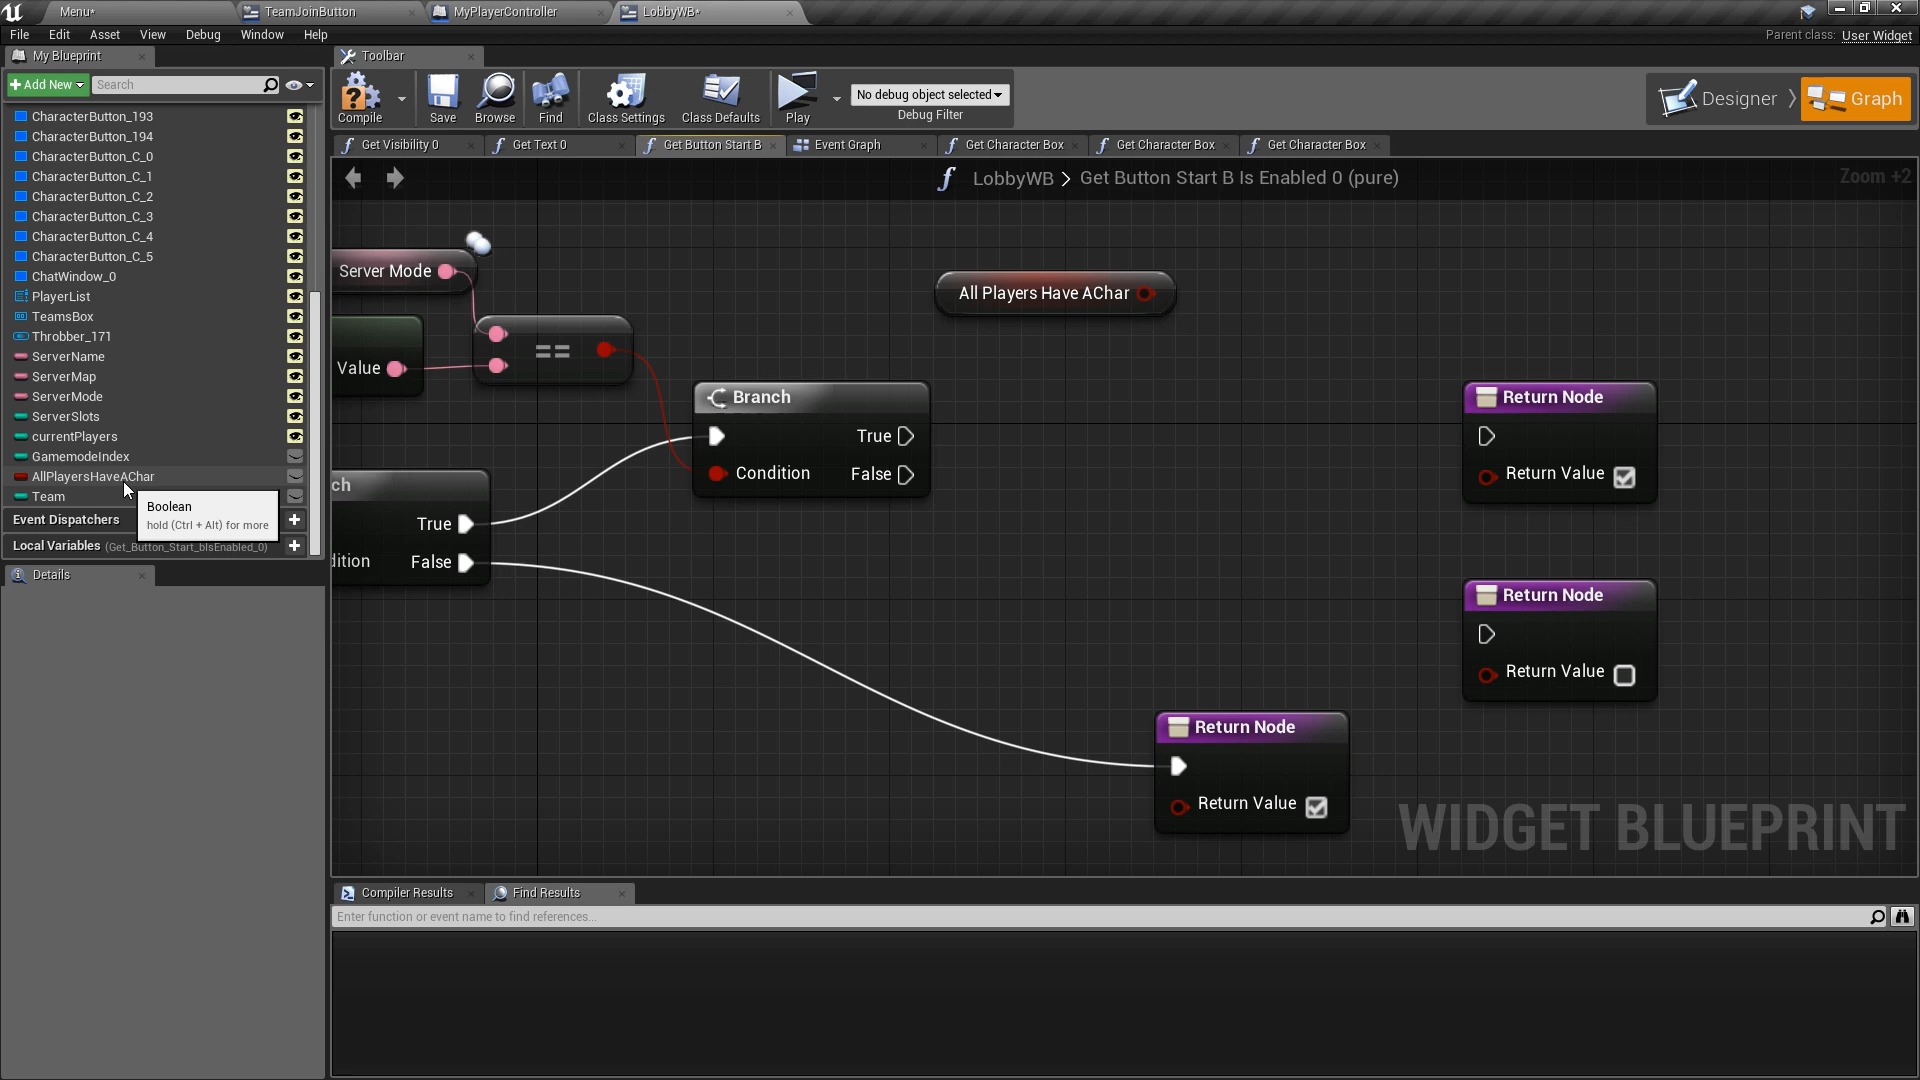 Menu*
TeamJoinButton
MyPlayerController
LobbyWB*
File
Edit
Asset
View
Debug
Window
Help
Parent class: User Widget
My Blueprint
Toolbar
Add New
Search
Compile
Save
Browse
Find
Class Settings
Class Defaults
Play
No debug object selected
Debug Filter
Designer
Graph
Get Visibility 0
Get Text 0
Get Button Start B
Event Graph
Get Character Box
Get Character Box
Get Character Box
LobbyWB > Get Button Start B Is Enabled 0 (pure)
Zoom +2
CharacterButton_193
CharacterButton_194
CharacterButton_C_0
CharacterButton_C_1
CharacterButton_C_2
CharacterButton_C_3
CharacterButton_C_4
CharacterButton_C_5
ChatWindow_0
PlayerList
TeamsBox
Throbber_171
ServerName
ServerMap
ServerMode
ServerSlots
currentPlayers
GamemodeIndex
AllPlayersHaveAChar
Team
Boolean
hold (Ctrl + Alt) for more
Event Dispatchers
Local Variables (Get_Button_Start_bIsEnabled_0)
Details
Server Mode
Value
==
All Players Have AChar
Branch
True
Condition
False
ch
True
dition
False
Return Node
Return Value
Return Node
Return Value
Return Node
Return Value
WIDGET BLUEPRINT
Compiler Results
Find Results
Enter function or event name to find references...